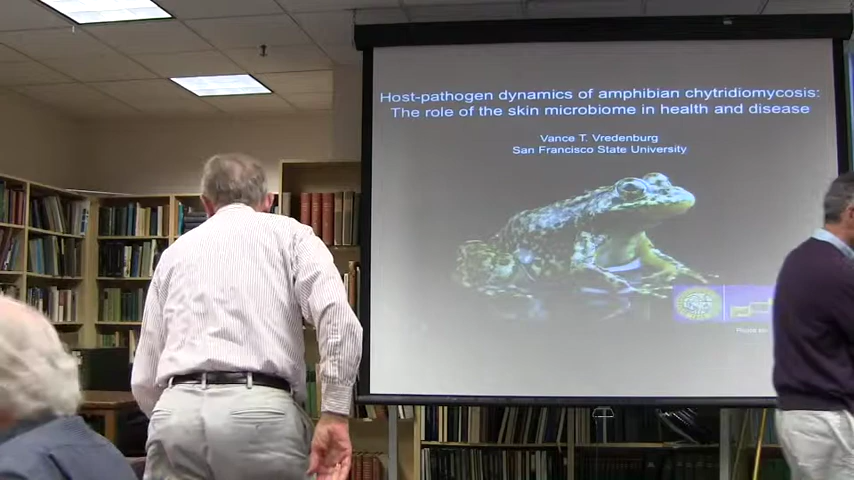 Host-pathogen dynamics of amphibian chytridiomycosis:
The role of the skin microbiome in health and disease
Vance T. Vredenburg
San Francisco State University